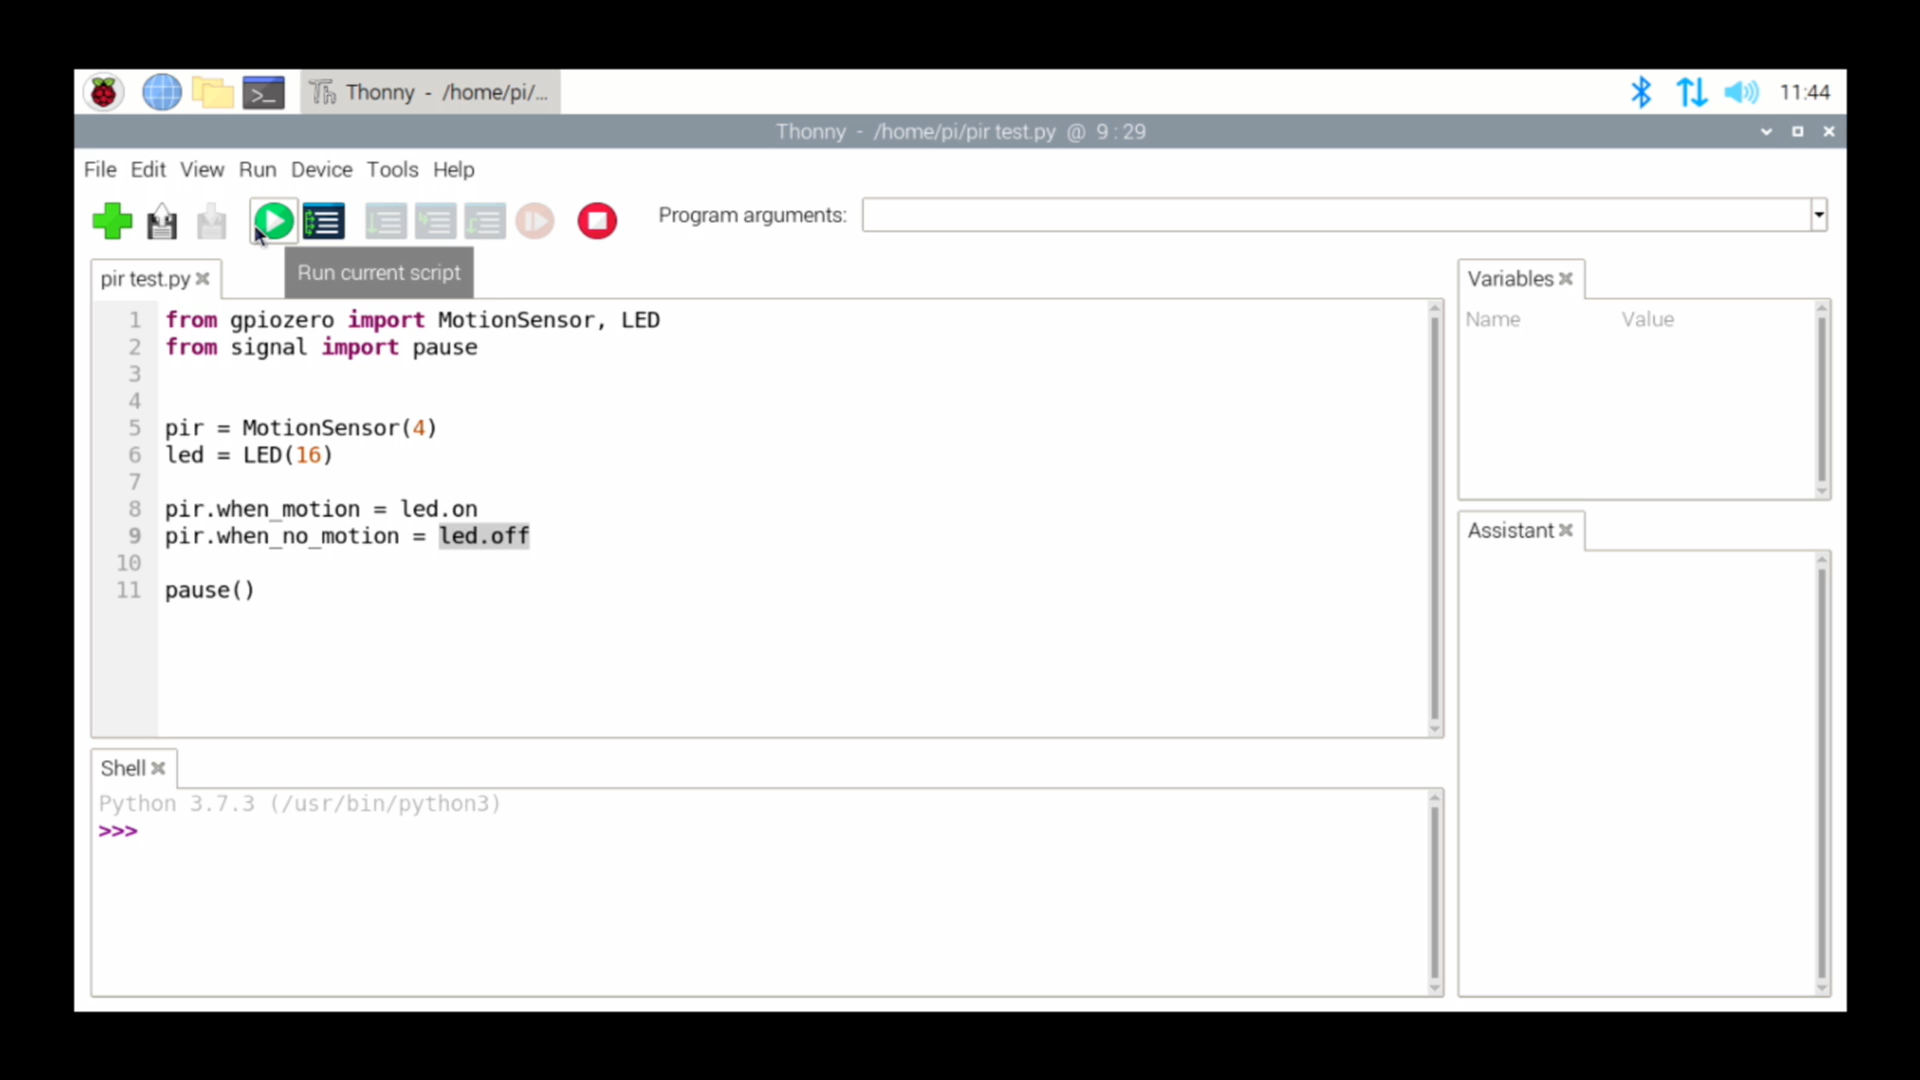 Thonny - /home/pi/...
11:44
Thonny - /home/pi/pir test.py @ 9:29
File Edit View Run Device Tools Help
Program arguments:
Run current script
pir test.py
1 from gpiozero import MotionSensor, LED
2 from signal import pause
3
4
5 pir = MotionSensor(4)
6 led = LED(16)
7
8 pir.when_motion = led.on
9 pir.when_no_motion = led.off
10
11 pause()
Variables
Name Value
Assistant
Shell
Python 3.7.3 (/usr/bin/python3)
>>>